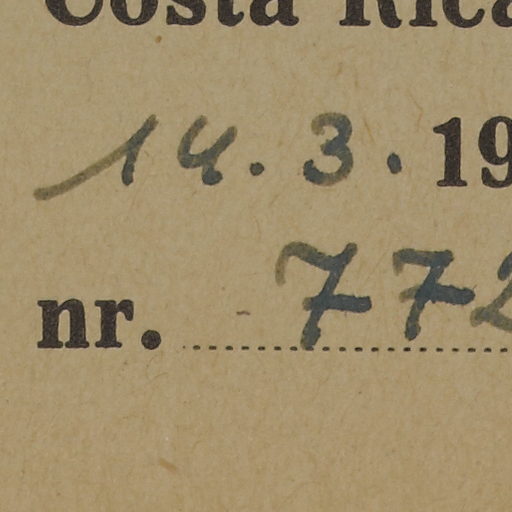 Costa Rica
14.3.19
nr. 772